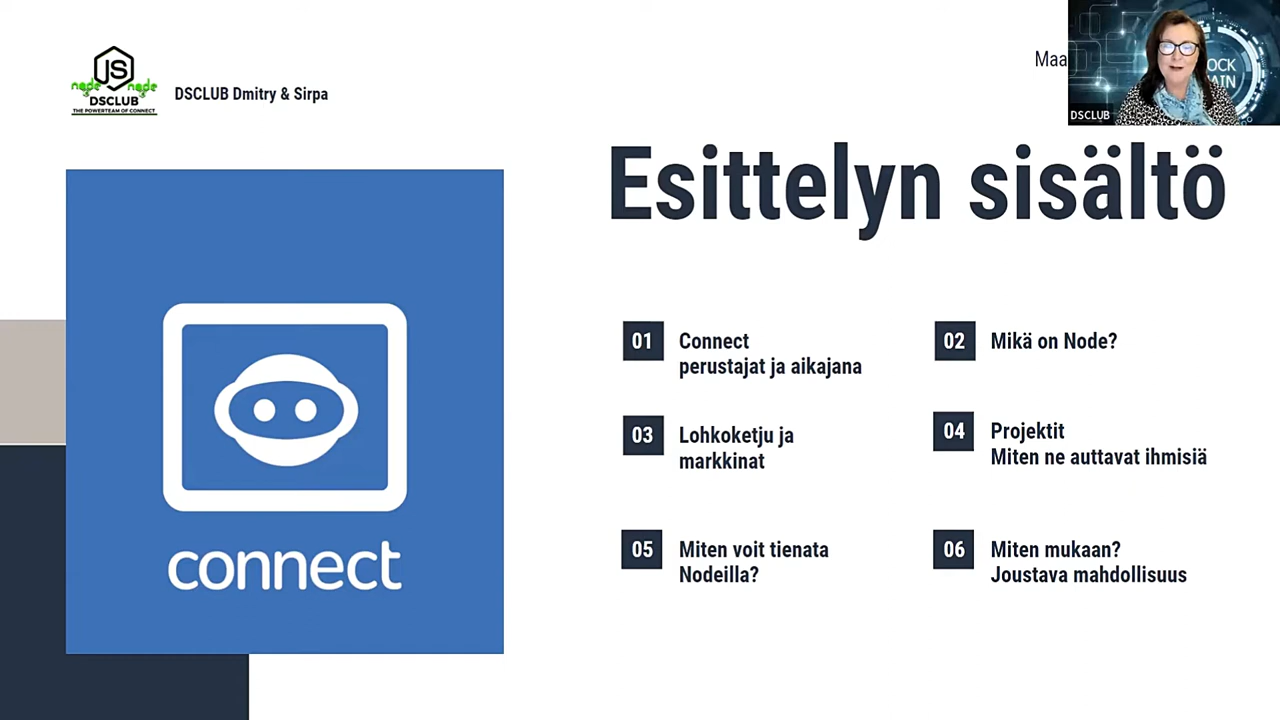 JS
node node
DSCLUB
THE POWERTEAM OF CONNECT
DSCLUB Dmitry & Sirpa
Maa
OCK
AIN
DSCLUB
Esittelyn sisältö
connect
01 Connect
perustajat ja aikajana
02 Mikä on Node?
03 Lohkoketju ja
markkinat
04 Projektit
Miten ne auttavat ihmisiä
05 Miten voit tienata
Nodeilla?
06 Miten mukaan?
Joustava mahdollisuus